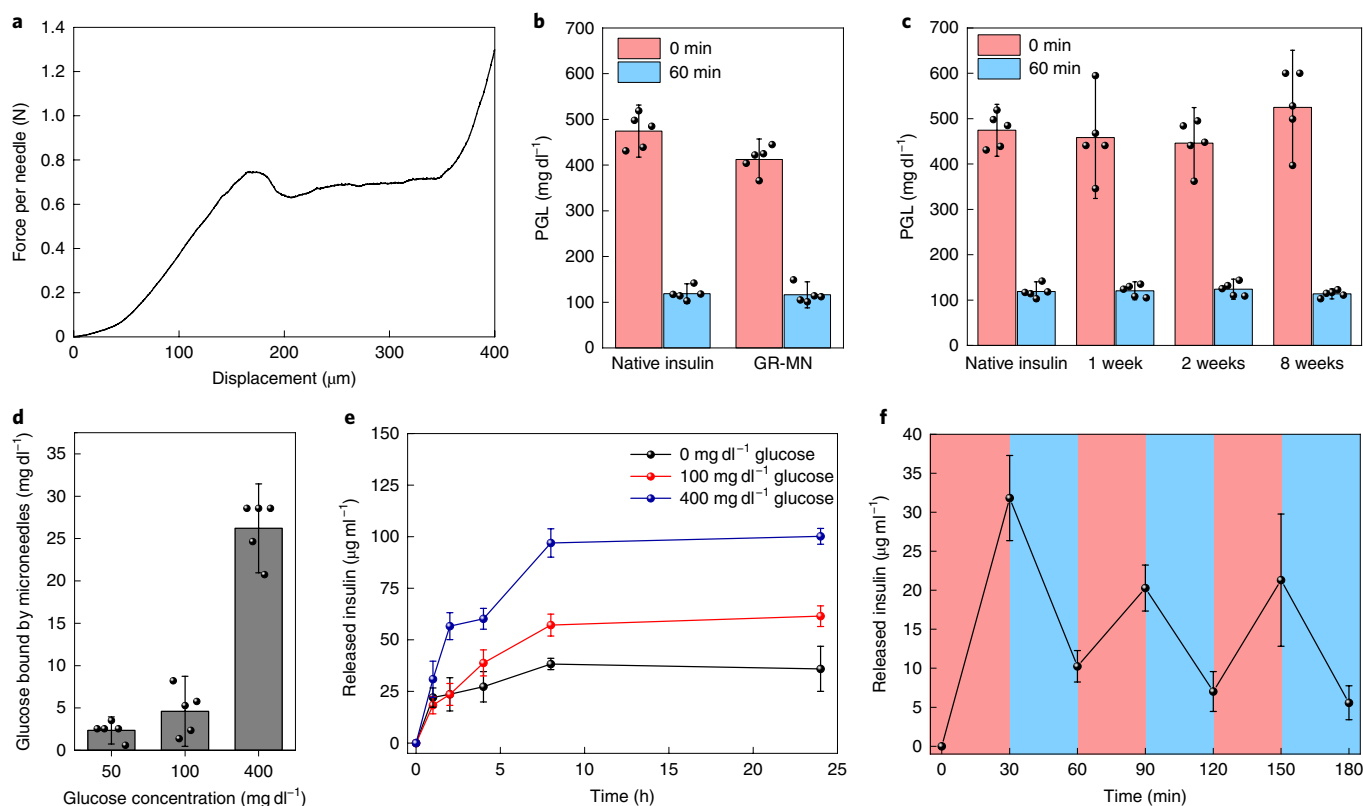 a
1.4
1.2
1.0
0.8
0.6
0.4
0.2
0
Force per needle (N)
0
100
200
300
400
Displacement (μm)
b
700
600
500
400
300
200
100
0
PGL (mg dl⁻¹)
0 min
60 min
Native insulin
GR-MN
c
700
600
500
400
300
200
100
0
PGL (mg dl⁻¹)
0 min
60 min
Native insulin
1 week
2 weeks
8 weeks
d
35
30
25
20
15
10
5
0
Glucose bound by microneedles (mg dl⁻¹)
50
100
400
Glucose concentration (mg dl⁻¹)
e
150
125
100
75
50
25
0
Released insulin (μg ml⁻¹)
0 mg dl⁻¹ glucose
100 mg dl⁻¹ glucose
400 mg dl⁻¹ glucose
0
5
10
15
20
25
Time (h)
f
40
35
30
25
20
15
10
5
0
Released insulin (μg ml⁻¹)
0
30
60
90
120
150
180
Time (min)